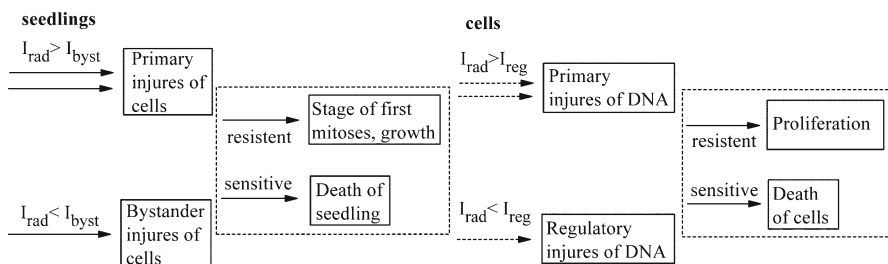 seedlings
I_rad > I_byst
Primary
injures of
cells
resistent
Stage of first
mitoses, growth
sensitive
Death of
seedling
I_rad < I_byst
Bystander
injures of
cells
cells
I_rad > I_reg
Primary
injures of DNA
resistent
Proliferation
sensitive
Death
of cells
I_rad < I_reg
Regulatory
injures of DNA